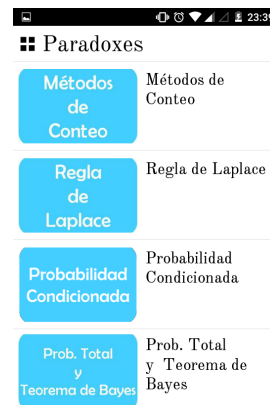 23:39
Paradoxes
Métodos
de
Conteo
Métodos de
Conteo
Regla
de
Laplace
Regla de Laplace
Probabilidad
Condicionada
Probabilidad
Condicionada
Prob. Total
y
Teorema de Bayes
Prob. Total
y Teorema de
Bayes